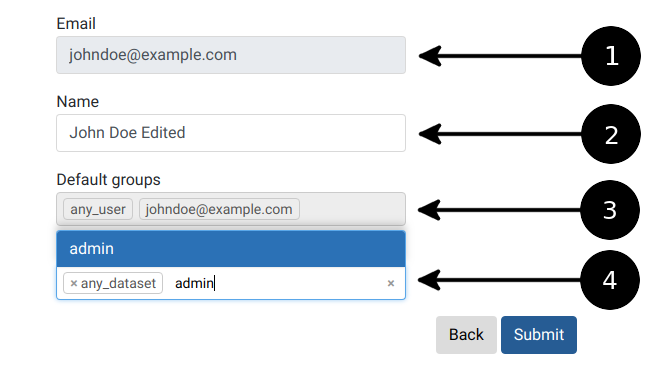 Email
johndoe@example.com
1
Name
John Doe Edited
2
Default groups
any_user johndoe@example.com
3
admin
× any_dataset admin ×
4
Back Submit